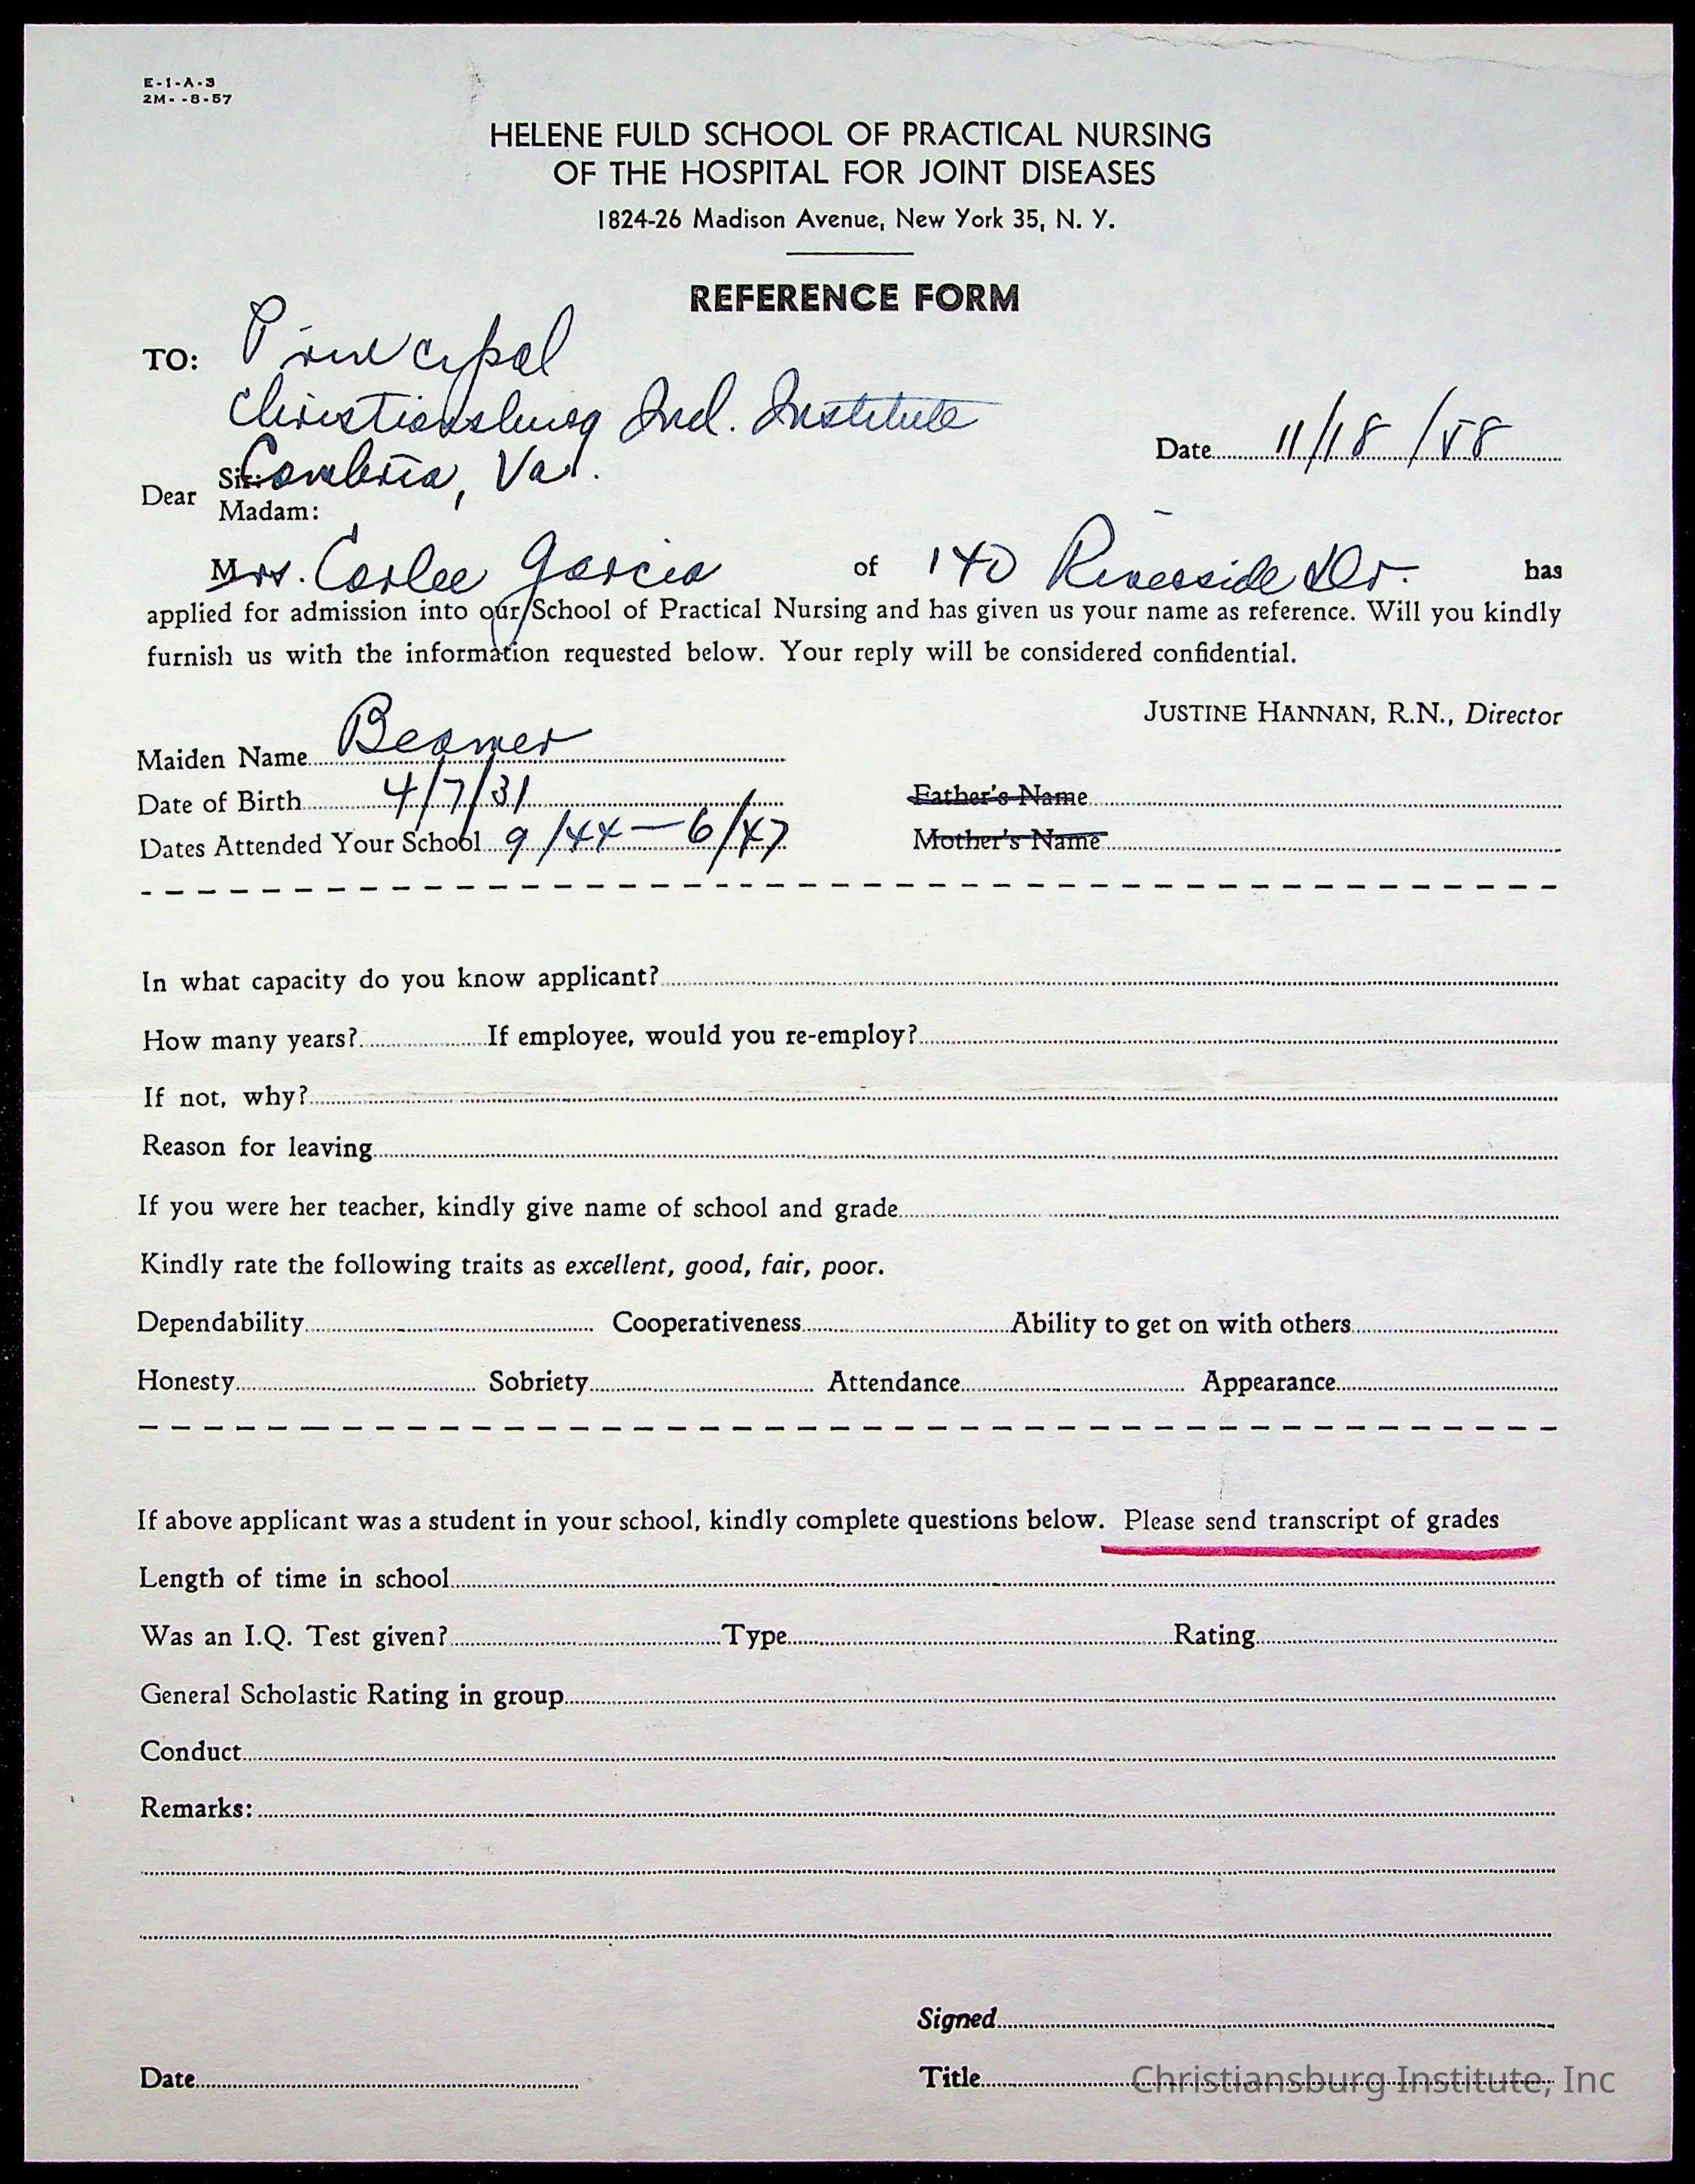 E-1-A-3
2M--8-57
HELENE FULD SCHOOL OF PRACTICAL NURSING
OF THE HOSPITAL FOR JOINT DISEASES
1824-26 Madison Avenue, New York 35, N. Y.
REFERENCE FORM
TO: Principal
Christiansburg Ind. Institute
Cambria, Va.
Date 11/18/58
Dear Sir:
Madam:
Mrs. Carlee Garcia of 140 Riverside Dr. has
applied for admission into our School of Practical Nursing and has given us your name as reference. Will you kindly
furnish us with the information requested below. Your reply will be considered confidential.
JUSTINE HANNAN, R.N., Director
Maiden Name Beamer
Date of Birth 4/7/31 Father's Name
Dates Attended Your School 9/44 — 6/47 Mother's Name
In what capacity do you know applicant?
How many years? If employee, would you re-employ?
If not, why?
Reason for leaving
If you were her teacher, kindly give name of school and grade
Kindly rate the following traits as excellent, good, fair, poor.
Dependability Cooperativeness Ability to get on with others
Honesty Sobriety Attendance Appearance
If above applicant was a student in your school, kindly complete questions below. Please send transcript of grades
Length of time in school
Was an I.Q. Test given? Type Rating
General Scholastic Rating in group
Conduct
Remarks:
Signed
Date Title
Christiansburg Institute, Inc